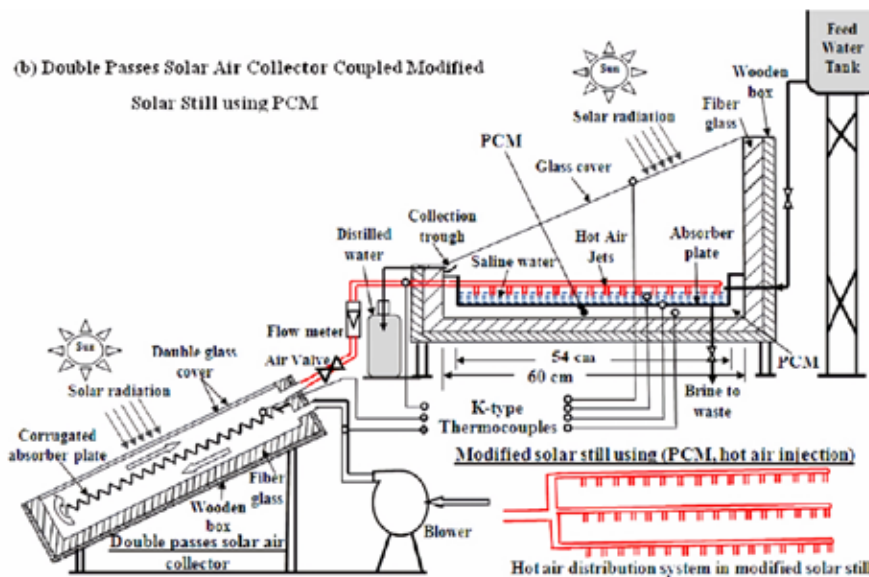 (b) Double Passes Solar Air Collector Coupled Modified
Solar Still using PCM
Sun
Solar radiation
Feed
Water
Tank
Wooden
box
Fiber
glass
PCM
Glass cover
Collection
trough
Distilled
water
Hot Air
Jets
Absorber
plate
Saline water
Flow meter
Air Valve
54 cm
60 cm
PCM
Brine to
waste
K-type
Thermocouples
Sun
Solar radiation
Double glass
cover
Corrugated
absorber plate
Fiber
glass
Wooden
box
Double passes solar air
collector
Blower
Modified solar still using (PCM, hot air injection)
Hot air distribution system in modified solar still